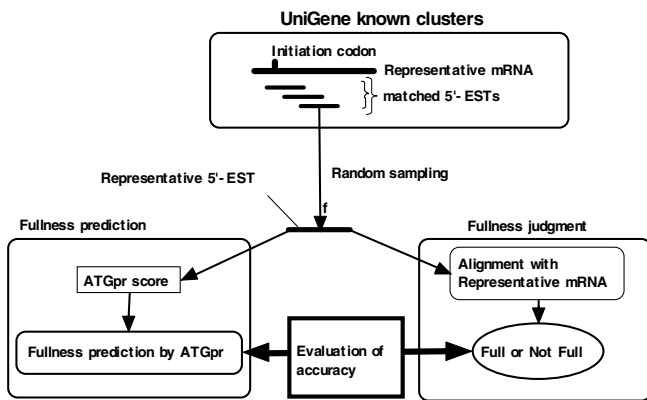 UniGene known clusters
Initiation codon
Representative mRNA
matched 5'- ESTs
Random sampling
Representative 5'- EST
f
Fullness prediction
Fullness judgment
ATGpr score
Alignment with
Representative mRNA
Fullness prediction by ATGpr
Evaluation of
accuracy
Full or Not Full